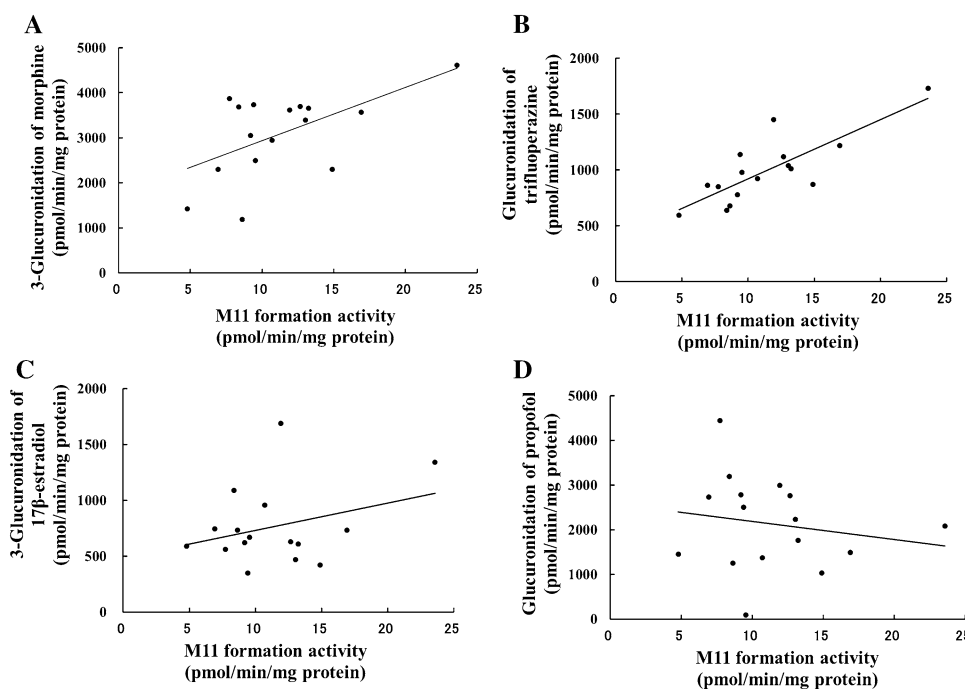 A
3-Glucuronidation of morphine
(pmol/min/mg protein)
5000
4000
3000
2000
1000
0
0 5 10 15 20 25
M11 formation activity
(pmol/min/mg protein)
B
Glucuronidation of
trifluoperazine
(pmol/min/mg protein)
2000
1500
1000
500
0
0 5 10 15 20 25
M11 formation activity
(pmol/min/mg protein)
C
3-Glucuronidation of
17β-estradiol
(pmol/min/mg protein)
2000
1500
1000
500
0
0 5 10 15 20 25
M11 formation activity
(pmol/min/mg protein)
D
Glucuronidation of propofol
(pmol/min/mg protein)
5000
4000
3000
2000
1000
0
0 5 10 15 20 25
M11 formation activity
(pmol/min/mg protein)